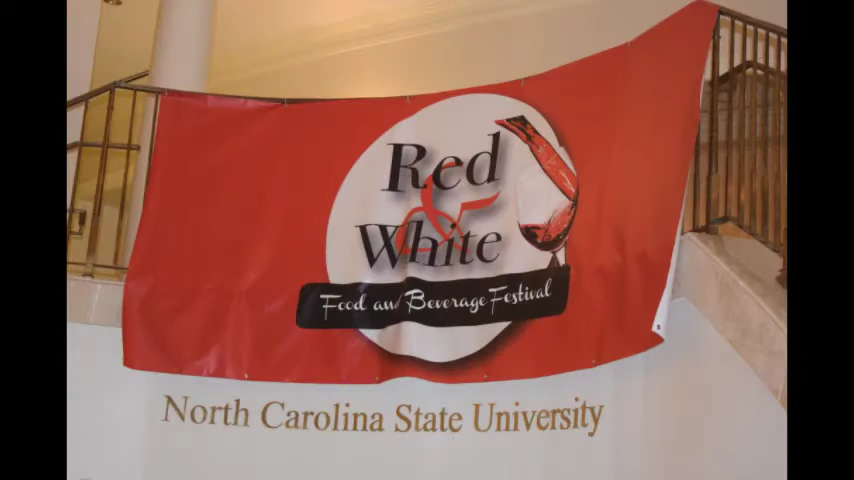 Red
&
White
Food and Beverage Festival
North Carolina State University